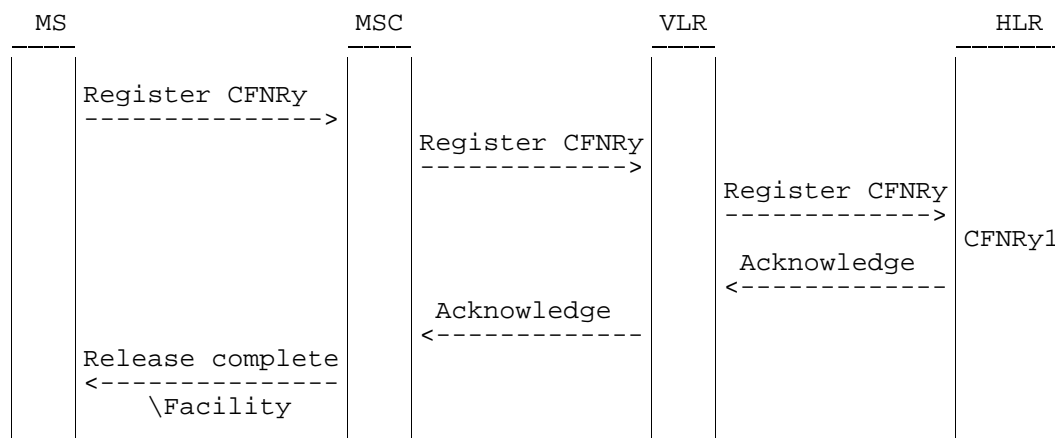 MS MSC VLR HLR
Register CFNRy
Register CFNRy
Register CFNRy
CFNRy1
Acknowledge
Acknowledge
Release complete
\Facility